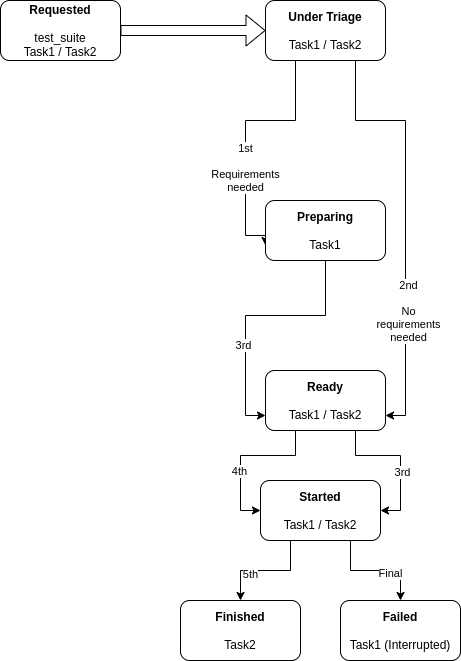 Requested
test_suite
Task1 / Task2
Under Triage
Task1 / Task2
1st
Requirements
needed
Preparing
Task1
2nd
No
requirements
needed
3rd
Ready
Task1 / Task2
4th
3rd
Started
Task1 / Task2
5th
Final
Finished
Task2
Failed
Task1 (Interrupted)